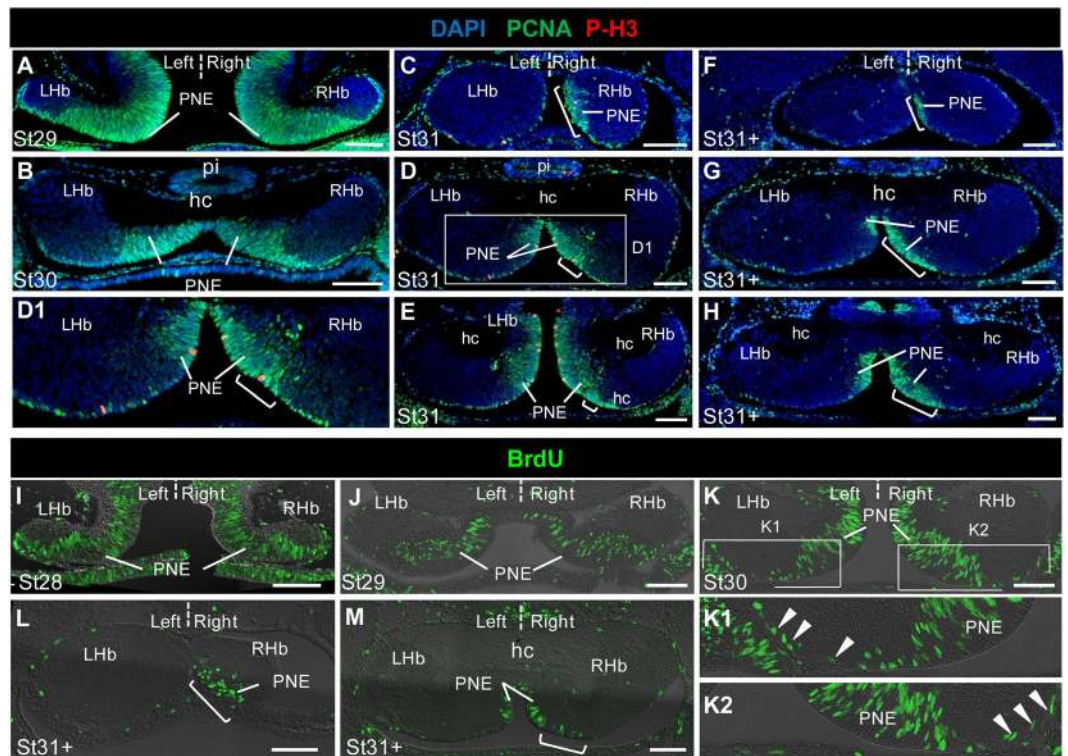 DAPI PCNA P-H3
A Left Right LHb RHb PNE St29
C Left Right LHb RHb PNE St31
F Left Right PNE St31+
B pi LHb RHb hc PNE St30
D pi LHb RHb hc PNE D1 St31
G LHb hc RHb PNE St31+
D1 LHb RHb PNE
E LHb hc hc RHb hc PNE St31
H hc hc LHb RHb PNE St31+
BrdU
I Left Right LHb RHb PNE St28
J Left Right LHb RHb PNE St29
K Left Right LHb RHb PNE K1 K2 St30
L Left Right LHb RHb PNE St31+
M Left Right hc LHb RHb PNE St31+
K1 PNE
K2 PNE